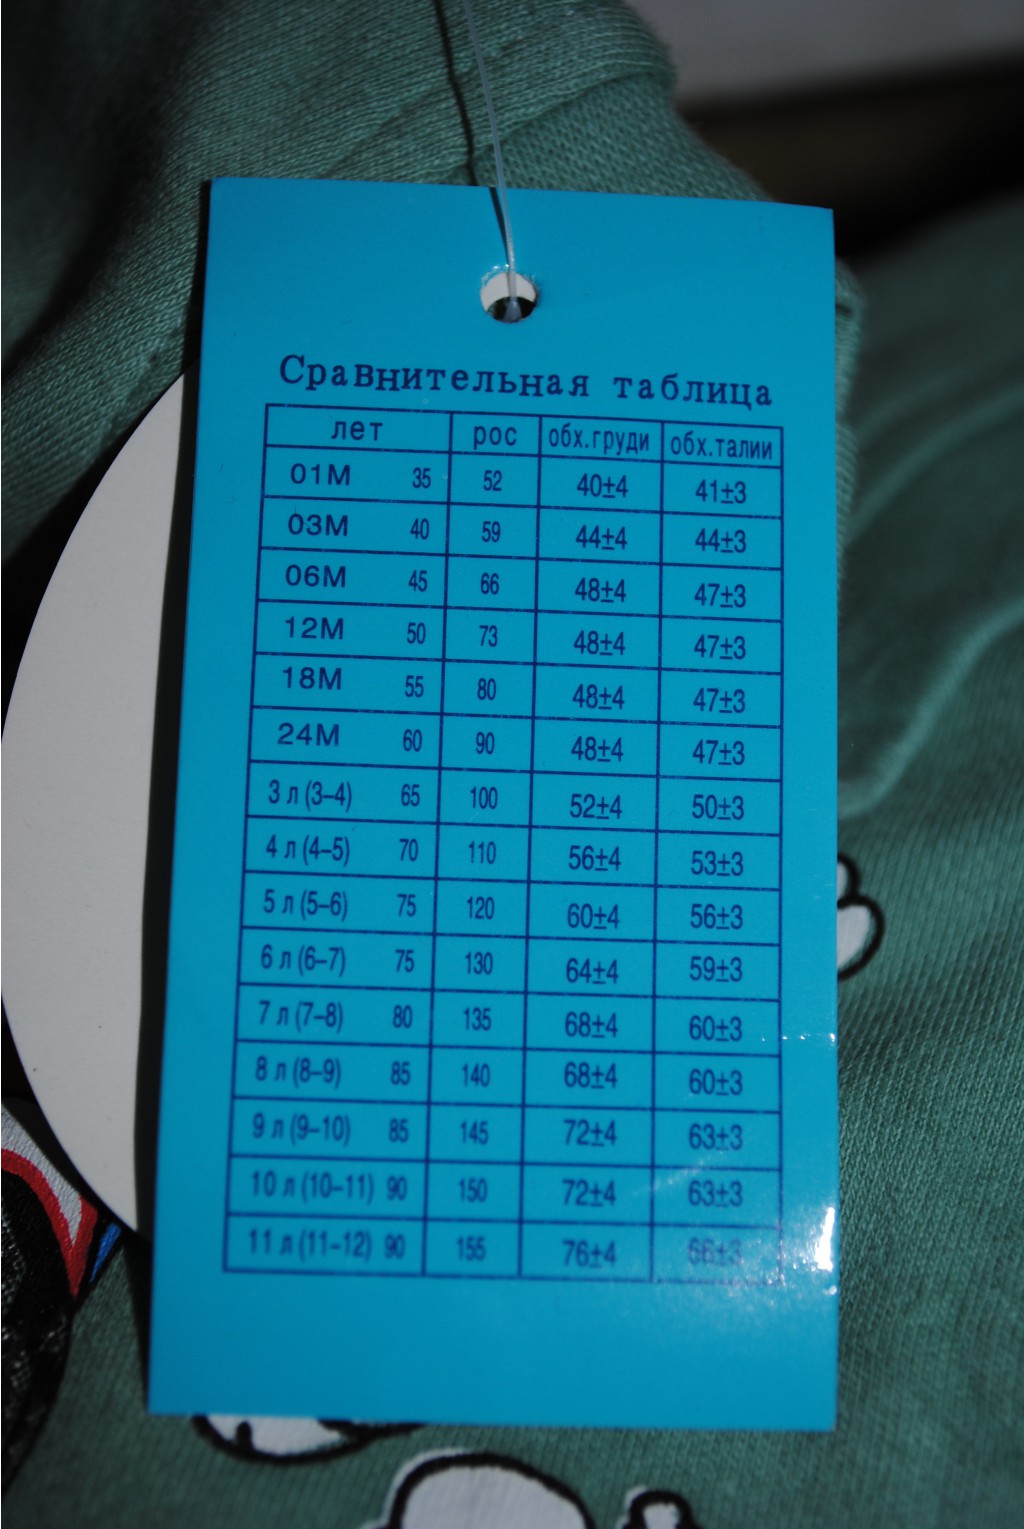 Сравнительная таблица
лет рос обх.груди обх.талии
01М 35 52 40±4 41±3
03М 40 59 44±4 44±3
06М 45 66 48±4 47±3
12М 50 73 48±4 47±3
18М 55 80 48±4 47±3
24М 60 90 48±4 47±3
3 л (3–4) 65 100 52±4 50±3
4 л (4–5) 70 110 56±4 53±3
5 л (5–6) 75 120 60±4 56±3
6 л (6–7) 75 130 64±4 59±3
7 л (7–8) 80 135 68±4 60±3
8 л (8–9) 85 140 68±4 60±3
9 л (9–10) 85 145 72±4 63±3
10 л (10–11) 90 150 72±4 63±3
11 л (11–12) 90 155 76±4 66±3